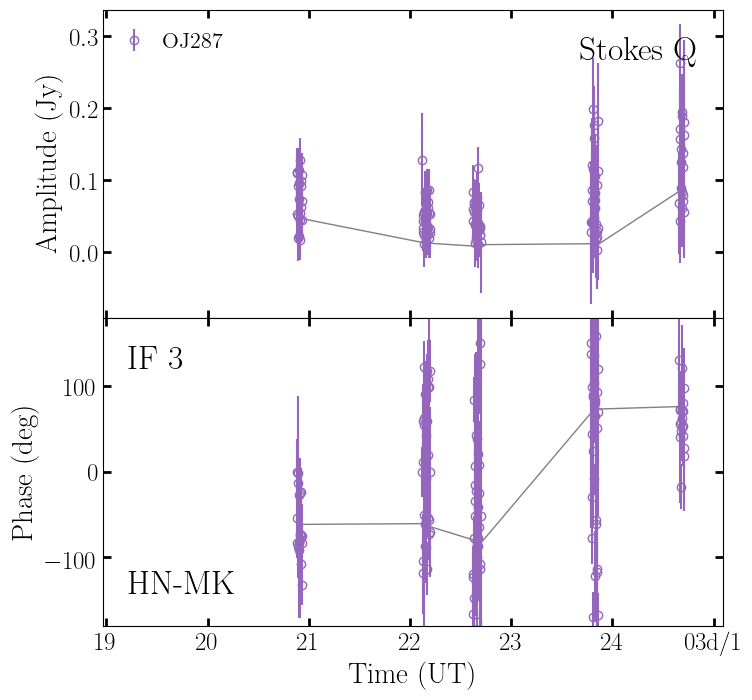 OJ287
Stokes Q
0.3
0.2
0.1
0.0
Amplitude (Jy)
IF 3
100
0
−100
Phase (deg)
HN-MK
19 20 21 22 23 24 03d/1
Time (UT)